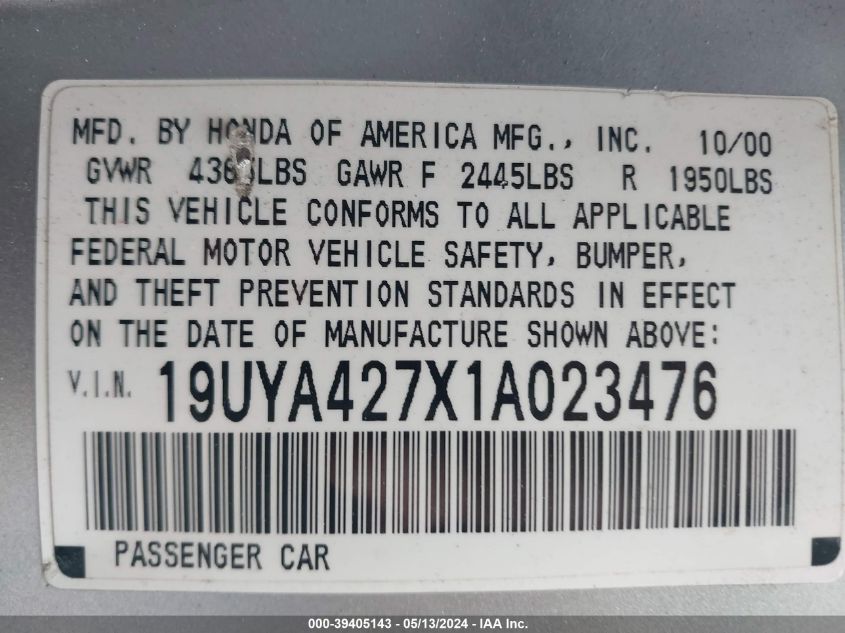 MFD. BY HONDA OF AMERICA MFG., INC. 10/00
GVWR GAWR F 2445LBS R 1950LBS
THIS VEHICLE CONFORMS TO ALL APPLICABLE
FEDERAL MOTOR VEHICLE SAFETY, BUMPER,
AND THEFT PREVENTION STANDARDS IN EFFECT
ON THE DATE OF MANUFACTURE SHOWN ABOVE:
V.I.N. 19UYA427X1A023476
PASSENGER CAR
000-39405143 - 05/13/2024 - IAA Inc.